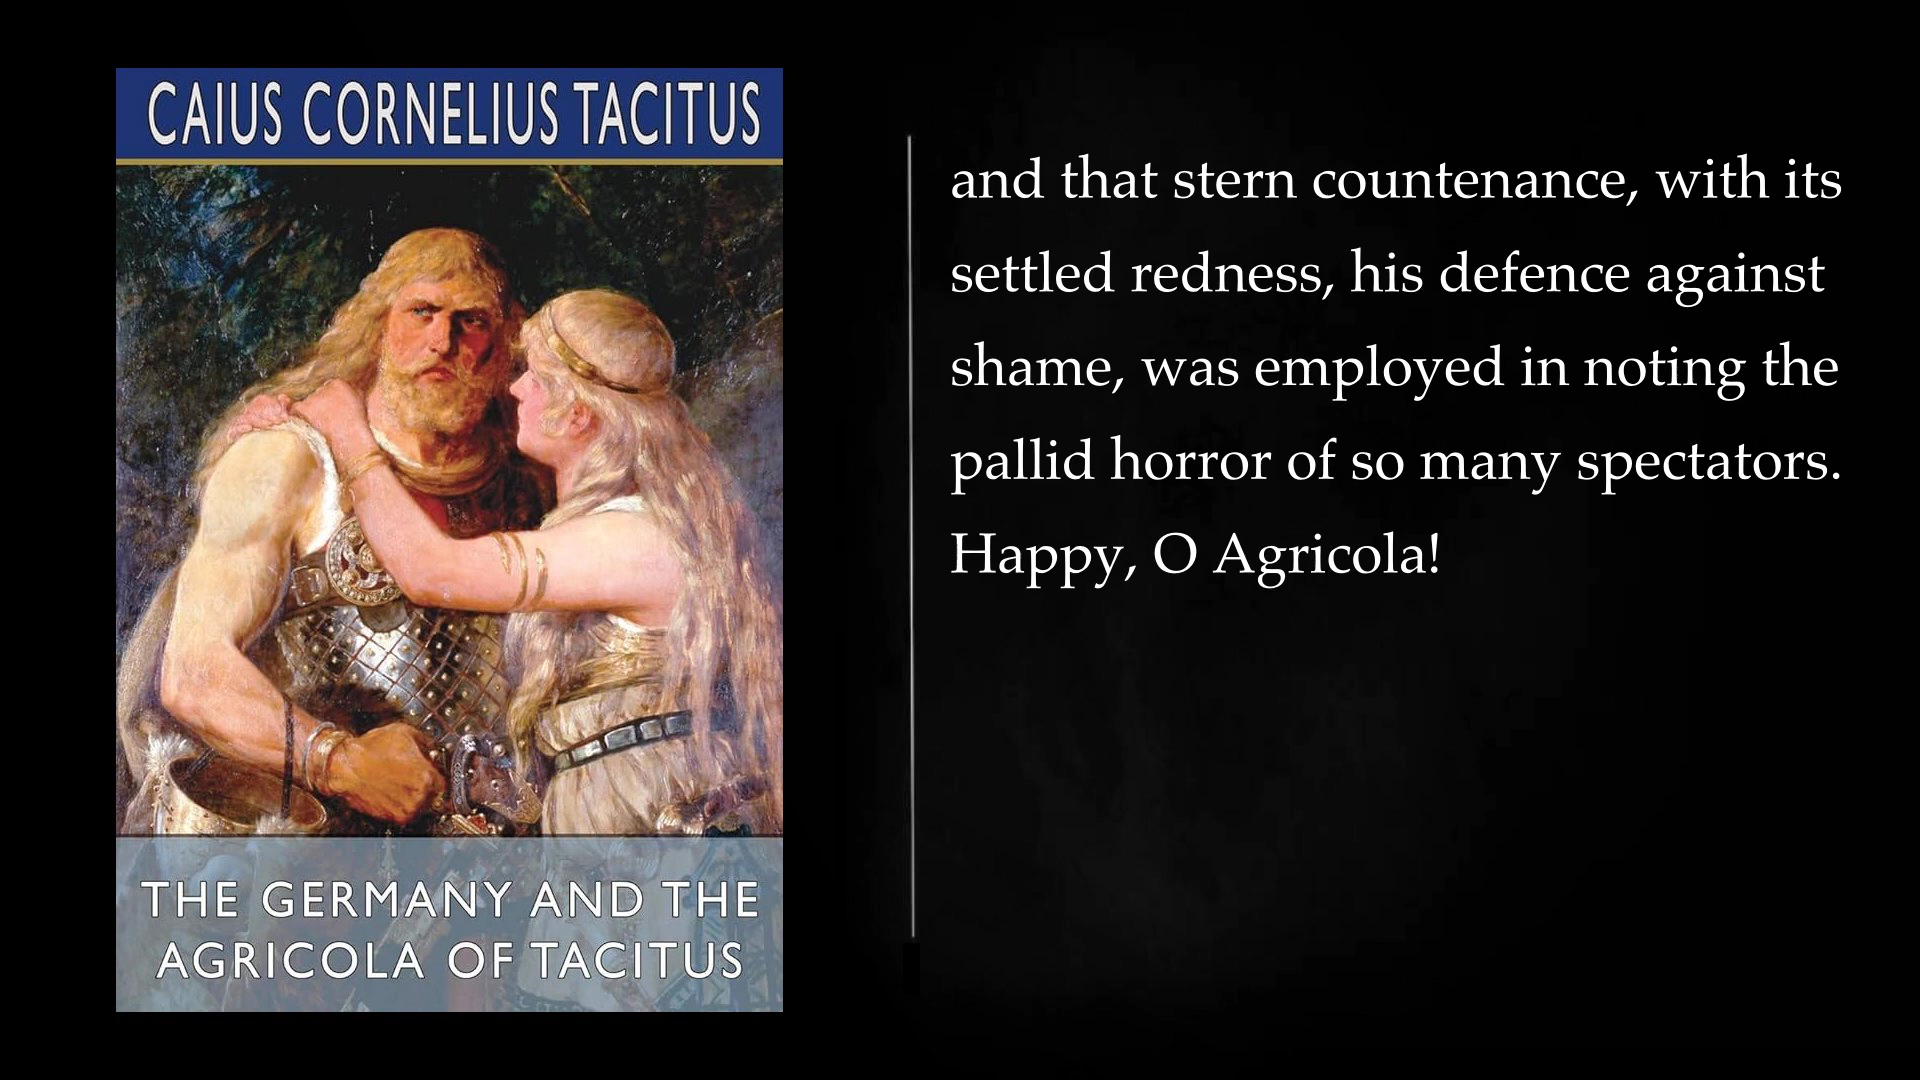 CAIUS CORNELIUS TACITUS
THE GERMANY AND THE
AGRICOLA OF TACITUS
and that stern countenance, with its
settled redness, his defence against
shame, was employed in noting the
pallid horror of so many spectators.
Happy, O Agricola!